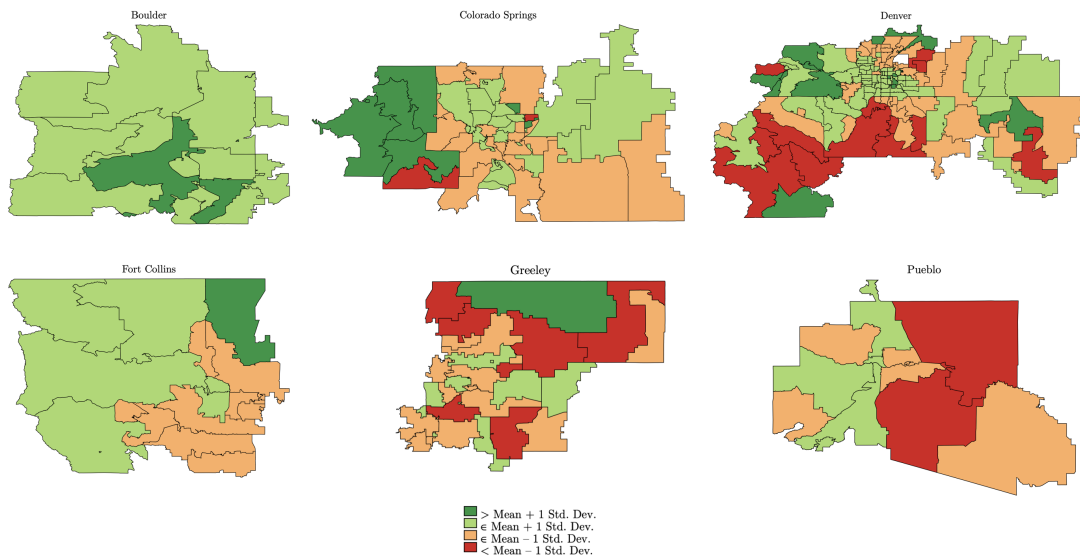 Boulder
Colorado Springs
Denver
Fort Collins
Greeley
Pueblo
> Mean + 1 Std. Dev.
∈ Mean + 1 Std. Dev.
∈ Mean – 1 Std. Dev.
< Mean – 1 Std. Dev.